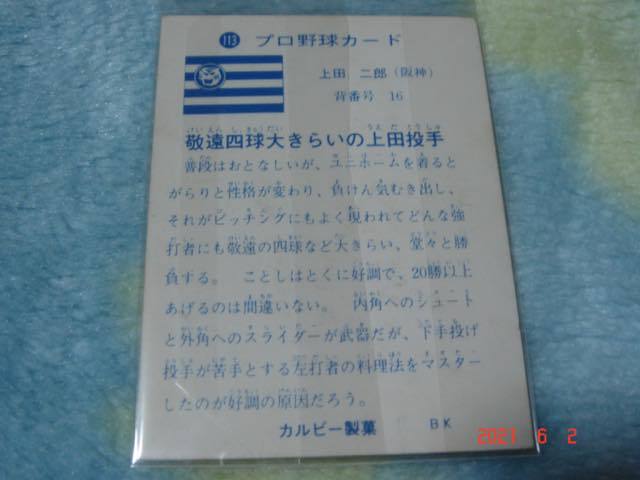 113 プロ野球カード
上田 二郎(阪神)
背番号 16
敬遠四球大きらいの上田投手
普段はおとなしいが、ユニホームを着ると
がらりと性格が変わり、負けん気むき出し、
それがピッチングにもよく現われてどんな強
打者にも敬遠の四球など大きらい、堂々と勝
負する。 ことしはとくに好調で、20勝以上
あげるのは間違いない。 内角へのシュート
と外角へのスライダーが武器だが、下手投げ
投手が苦手とする左打者の料理法をマスター
したのが好調の原因だろう。
カルビー製菓 BK
2021 6 2